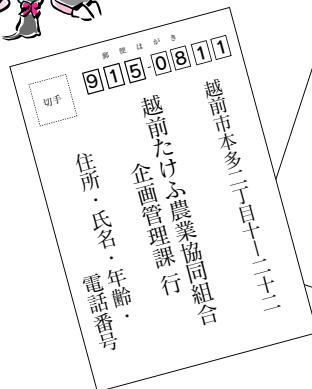 郵便はがき
切手
915-0811
越前市本多二丁目十一二十二
越前たけふ農業協同組合
企画管理課 行
住所・氏名・年齢・
電話番号